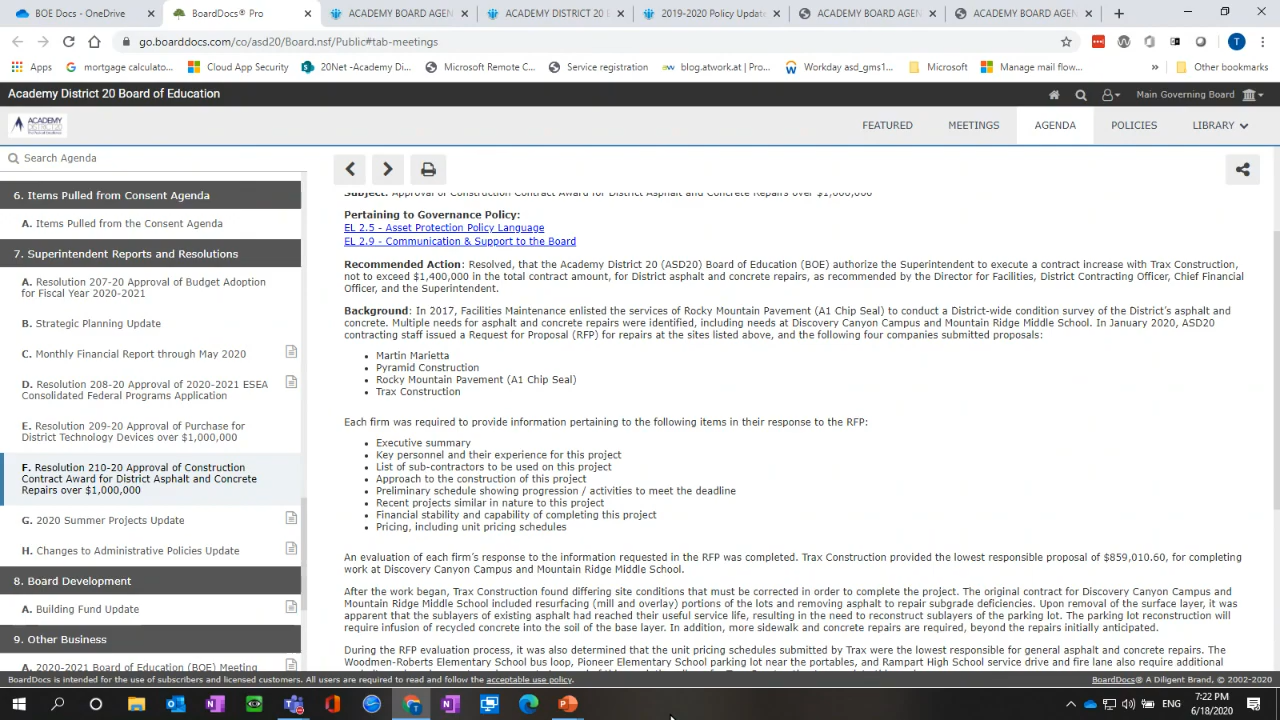 BOE Docs - OneDrive
BoardDocs® Pro
ACADEMY BOARD AGEN
ACADEMY DISTRICT 20 E
2019-2020 Policy Update
ACADEMY BOARD AGEN
ACADEMY BOARD AGEN
go.boarddocs.com/co/asd20/Board.nsf/Public#tab-meetings
Apps
mortgage calculato...
Cloud App Security
20Net -Academy Di...
Microsoft Remote C...
Service registration
blog.atwork.at | Pro...
Workday asd_gms1...
Microsoft
Manage mail flow...
»
Other bookmarks
Academy District 20 Board of Education
Main Governing Board
ACADEMY
DISTRICT 20
FEATURED
MEETINGS
AGENDA
POLICIES
LIBRARY
Search Agenda
6. Items Pulled from Consent Agenda
A. Items Pulled from the Consent Agenda
7. Superintendent Reports and Resolutions
A. Resolution 207-20 Approval of Budget Adoption
for Fiscal Year 2020-2021
B. Strategic Planning Update
C. Monthly Financial Report through May 2020
D. Resolution 208-20 Approval of 2020-2021 ESEA
Consolidated Federal Programs Application
E. Resolution 209-20 Approval of Purchase for
District Technology Devices over $1,000,000
F. Resolution 210-20 Approval of Construction
Contract Award for District Asphalt and Concrete
Repairs over $1,000,000
G. 2020 Summer Projects Update
H. Changes to Administrative Policies Update
8. Board Development
A. Building Fund Update
9. Other Business
A. 2020-2021 Board of Education (BOE) Meeting
Subject: Approval of Construction Contract Award for District Asphalt and Concrete Repairs over $1,000,000
Pertaining to Governance Policy:
EL 2.5 - Asset Protection Policy Language
EL 2.9 - Communication & Support to the Board
Recommended Action: Resolved, that the Academy District 20 (ASD20) Board of Education (BOE) authorize the Superintendent to execute a contract increase with Trax Construction,
not to exceed $1,400,000 in the total contract amount, for District asphalt and concrete repairs, as recommended by the Director for Facilities, District Contracting Officer, Chief Financial
Officer, and the Superintendent.
Background: In 2017, Facilities Maintenance enlisted the services of Rocky Mountain Pavement (A1 Chip Seal) to conduct a District-wide condition survey of the District's asphalt and
concrete. Multiple needs for asphalt and concrete repairs were identified, including needs at Discovery Canyon Campus and Mountain Ridge Middle School. In January 2020, ASD20
contracting staff issued a Request for Proposal (RFP) for repairs at the sites listed above, and the following four companies submitted proposals:
• Martin Marietta
• Pyramid Construction
• Rocky Mountain Pavement (A1 Chip Seal)
• Trax Construction
Each firm was required to provide information pertaining to the following items in their response to the RFP:
• Executive summary
• Key personnel and their experience for this project
• List of sub-contractors to be used on this project
• Approach to the construction of this project
• Preliminary schedule showing progression / activities to meet the deadline
• Recent projects similar in nature to this project
• Financial stability and capability of completing this project
• Pricing, including unit pricing schedules
An evaluation of each firm's response to the information requested in the RFP was completed. Trax Construction provided the lowest responsible proposal of $859,010.60, for completing
work at Discovery Canyon Campus and Mountain Ridge Middle School.
After the work began, Trax Construction found differing site conditions that must be corrected in order to complete the project. The original contract for Discovery Canyon Campus and
Mountain Ridge Middle School included resurfacing (mill and overlay) portions of the lots and removing asphalt to repair subgrade deficiencies. Upon removal of the surface layer, it was
apparent that the sublayers of existing asphalt had reached their useful service life, resulting in the need to reconstruct sublayers of the parking lot. The parking lot reconstruction will
require infusion of recycled concrete into the soil of the base layer. In addition, more sidewalk and concrete repairs are required, beyond the repairs initially anticipated.
During the RFP evaluation process, it was also determined that the unit pricing schedules submitted by Trax were the lowest responsible for general asphalt and concrete repairs. The
Woodmen-Roberts Elementary School bus loop, Pioneer Elementary School parking lot near the portables, and Rampart High School service drive and fire lane also require additional
BoardDocs is intended for the use of subscribers and licensed customers. All users are required to read and follow the acceptable use policy.
BoardDocs® A Diligent Brand, © 2002-2020
ENG
7:22 PM
6/18/2020